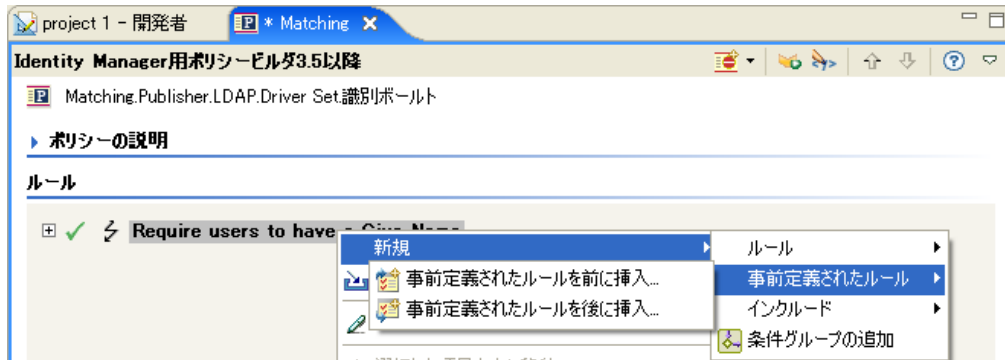 project 1 - 開発者
* Matching
Identity Manager用ポリシービルダ3.5以降
Matching.Publisher.LDAP.Driver Set.識別ボールト
ポリシーの説明
ルール
Require users to have a Give Name
新規
ルール
事前定義されたルールを前に挿入...
事前定義されたルール
事前定義されたルールを後に挿入...
インクルード
条件グループの追加